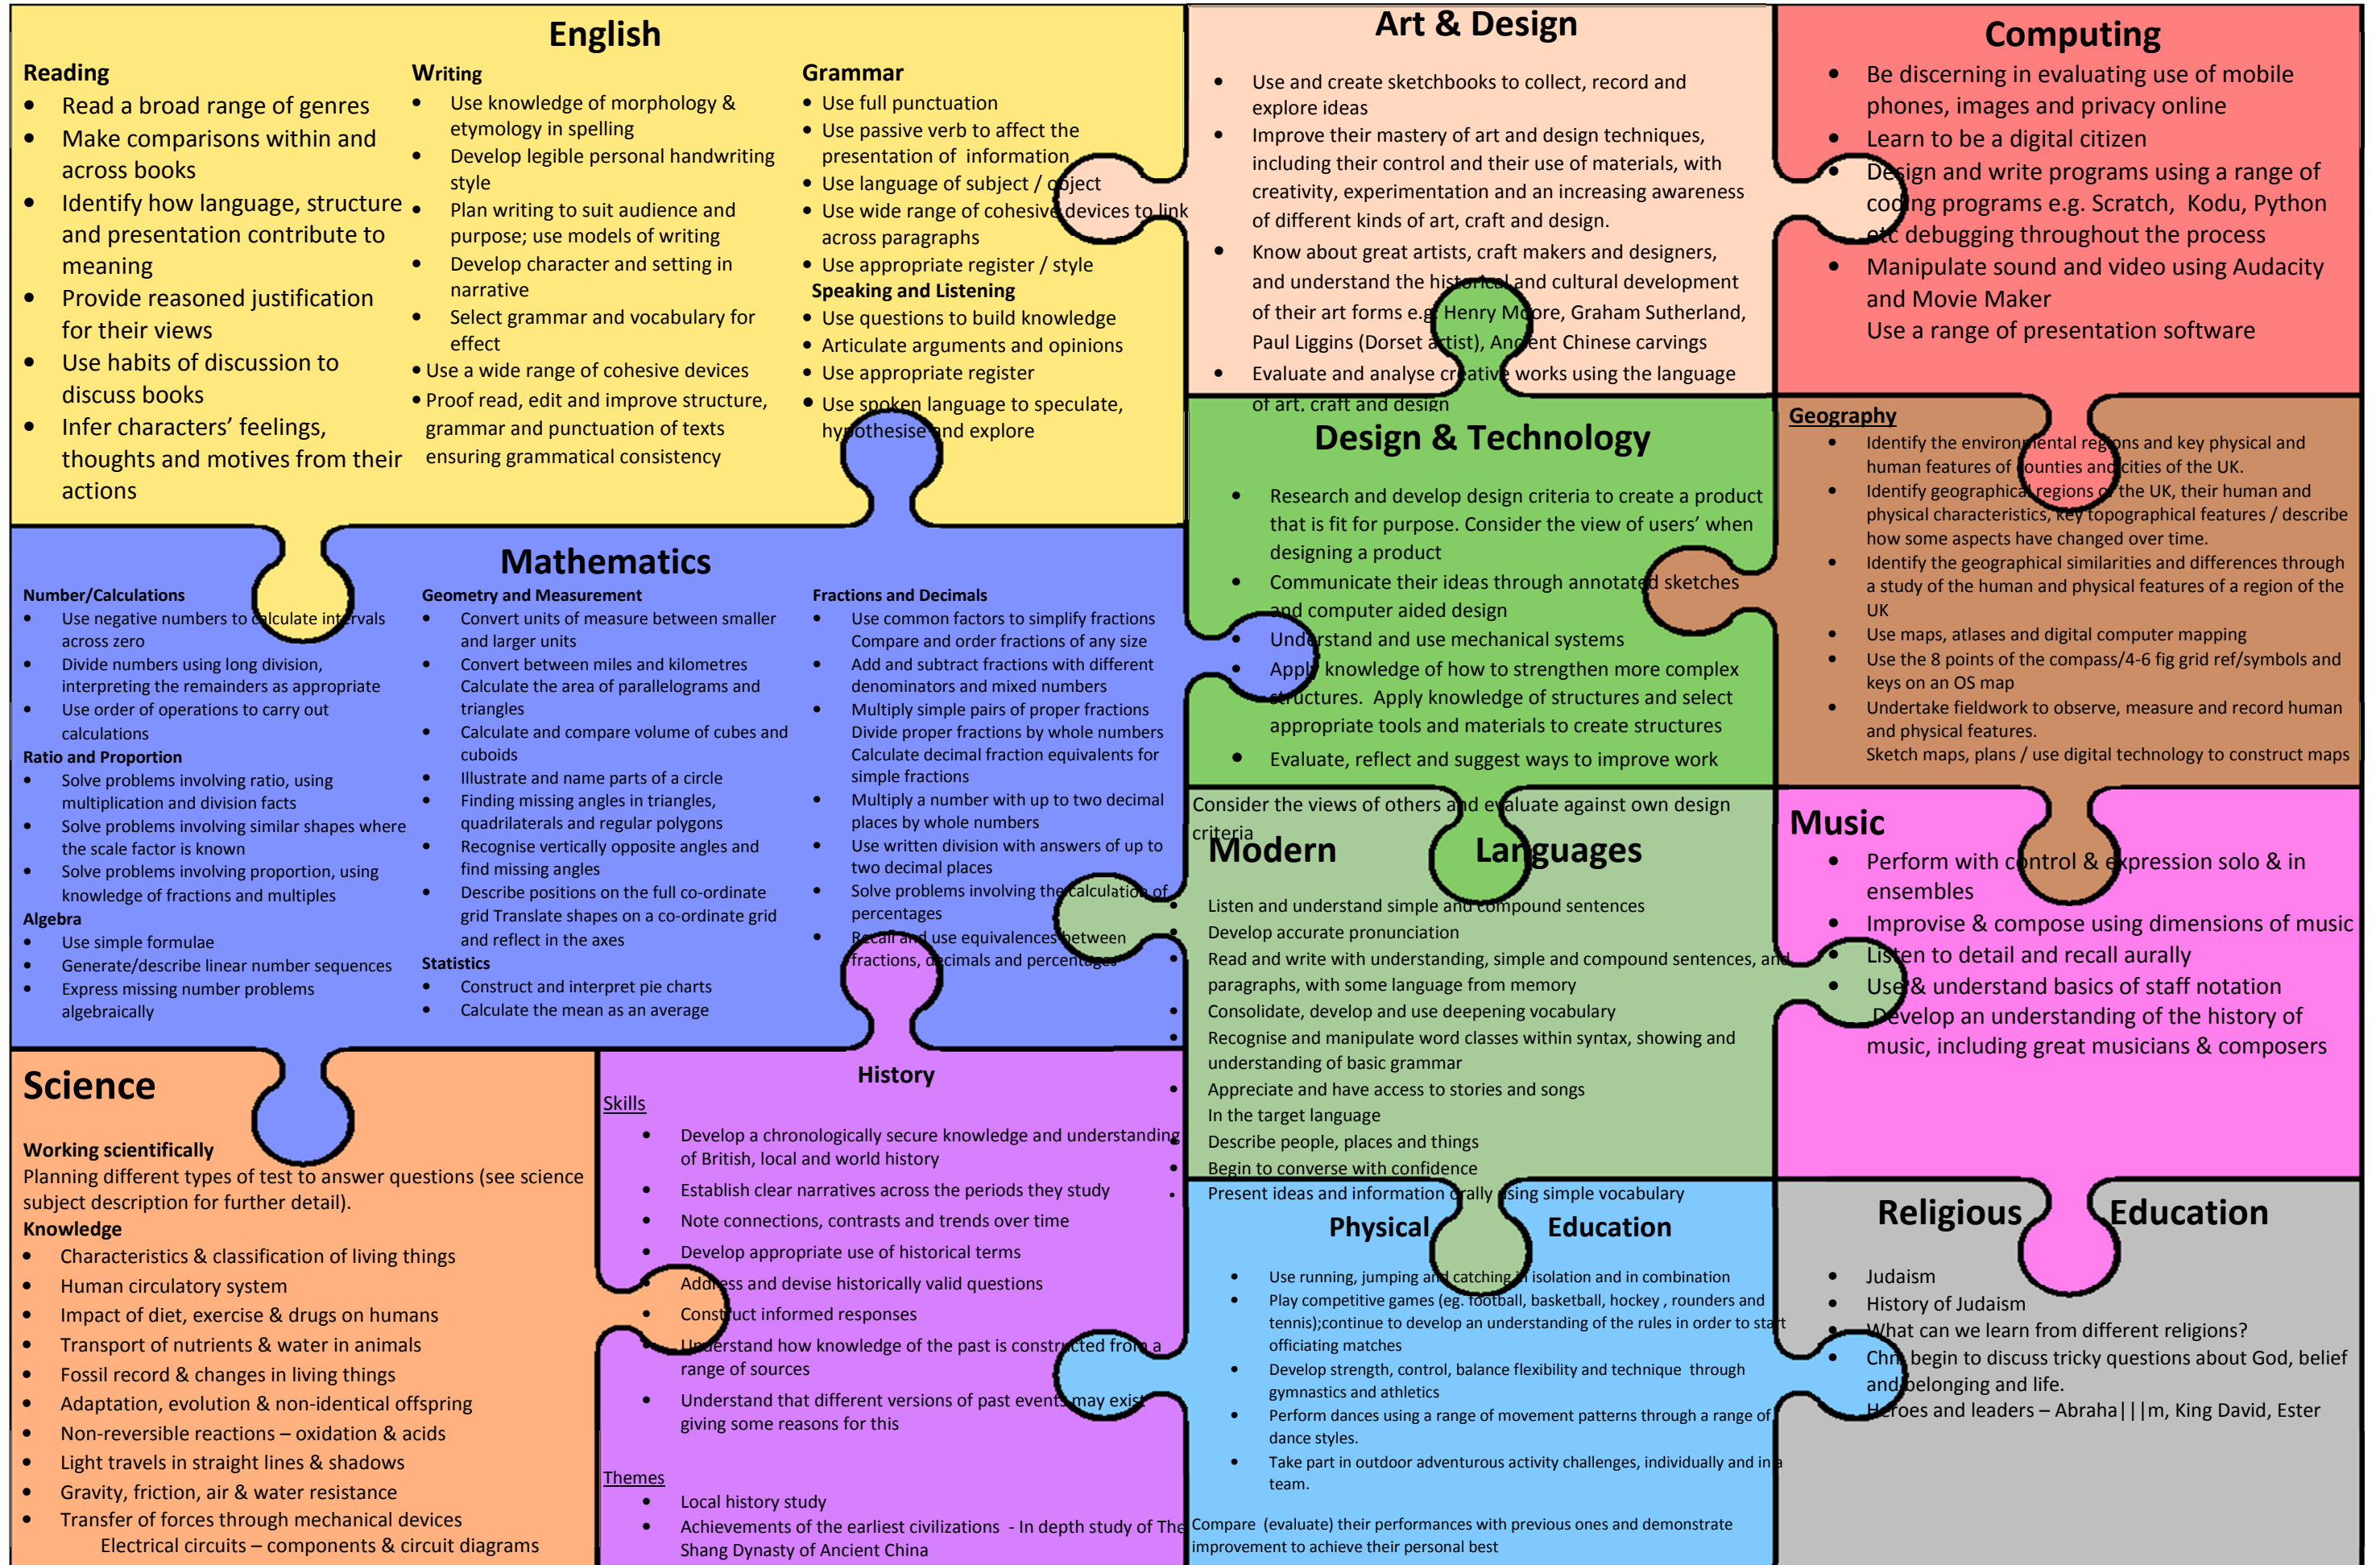 English
Reading
• Read a broad range of genres
• Make comparisons within and
across books
• Identify how language, structure
and presentation contribute to
meaning
• Provide reasoned justification
for their views
• Use habits of discussion to
discuss books
• Infer characters’ feelings,
thoughts and motives from their
actions
Writing
• Use knowledge of morphology &
etymology in spelling
• Develop legible personal handwriting
style
• Plan writing to suit audience and
purpose; use models of writing
• Develop character and setting in
narrative
• Select grammar and vocabulary for
effect
• Use a wide range of cohesive devices
• Proof read, edit and improve structure,
grammar and punctuation of texts
ensuring grammatical consistency
Grammar
• Use full punctuation
• Use passive verb to affect the
presentation of information
• Use language of subject / object
• Use wide range of cohesive devices to link
across paragraphs
• Use appropriate register / style
Speaking and Listening
• Use questions to build knowledge
• Articulate arguments and opinions
• Use appropriate register
• Use spoken language to speculate,
hypothesise and explore
Art & Design
• Use and create sketchbooks to collect, record and
explore ideas
• Improve their mastery of art and design techniques,
including their control and their use of materials, with
creativity, experimentation and an increasing awareness
of different kinds of art, craft and design.
• Know about great artists, craft makers and designers,
and understand the historical and cultural development
of their art forms e.g. Henry Moore, Graham Sutherland,
Paul Liggins (Dorset artist), Ancient Chinese carvings
• Evaluate and analyse creative works using the language
of art, craft and design
Computing
• Be discerning in evaluating use of mobile
phones, images and privacy online
• Learn to be a digital citizen
• Design and write programs using a range of
coding programs e.g. Scratch, Kodu, Python
etc debugging throughout the process
• Manipulate sound and video using Audacity
and Movie Maker
Use a range of presentation software
Mathematics
Number/Calculations
• Use negative numbers to calculate intervals
across zero
• Divide numbers using long division,
interpreting the remainders as appropriate
• Use order of operations to carry out
calculations
Ratio and Proportion
• Solve problems involving ratio, using
multiplication and division facts
• Solve problems involving similar shapes where
the scale factor is known
• Solve problems involving proportion, using
knowledge of fractions and multiples
Algebra
• Use simple formulae
• Generate/describe linear number sequences
• Express missing number problems
algebraically
Geometry and Measurement
• Convert units of measure between smaller
and larger units
• Convert between miles and kilometres
Calculate the area of parallelograms and
triangles
• Calculate and compare volume of cubes and
cuboids
• Illustrate and name parts of a circle
• Finding missing angles in triangles,
quadrilaterals and regular polygons
• Recognise vertically opposite angles and
find missing angles
• Describe positions on the full co-ordinate
grid Translate shapes on a co-ordinate grid
and reflect in the axes
Statistics
• Construct and interpret pie charts
• Calculate the mean as an average
Fractions and Decimals
• Use common factors to simplify fractions
Compare and order fractions of any size
• Add and subtract fractions with different
denominators and mixed numbers
• Multiply simple pairs of proper fractions
Divide proper fractions by whole numbers
Calculate decimal fraction equivalents for
simple fractions
• Multiply a number with up to two decimal
places by whole numbers
• Use written division with answers of up to
two decimal places
• Solve problems involving the calculation of
percentages
• Recall and use equivalences between
fractions, decimals and percentages
Design & Technology
• Research and develop design criteria to create a product
that is fit for purpose. Consider the view of users’ when
designing a product
• Communicate their ideas through annotated sketches
and computer aided design
• Understand and use mechanical systems
• Apply knowledge of how to strengthen more complex
structures. Apply knowledge of structures and select
appropriate tools and materials to create structures
• Evaluate, reflect and suggest ways to improve work
Consider the views of others and evaluate against own design
criteria
Geography
• Identify the environmental regions and key physical and
human features of counties and cities of the UK.
• Identify geographical regions of the UK, their human and
physical characteristics, key topographical features / describe
how some aspects have changed over time.
• Identify the geographical similarities and differences through
a study of the human and physical features of a region of the
UK
• Use maps, atlases and digital computer mapping
• Use the 8 points of the compass/4-6 fig grid ref/symbols and
keys on an OS map
• Undertake fieldwork to observe, measure and record human
and physical features.
Sketch maps, plans / use digital technology to construct maps
Modern Languages
• Listen and understand simple and compound sentences
• Develop accurate pronunciation
• Read and write with understanding, simple and compound sentences, and
paragraphs, with some language from memory
• Consolidate, develop and use deepening vocabulary
• Recognise and manipulate word classes within syntax, showing and
understanding of basic grammar
• Appreciate and have access to stories and songs
In the target language
• Describe people, places and things
• Begin to converse with confidence
• Present ideas and information orally using simple vocabulary
Music
• Perform with control & expression solo & in
ensembles
• Improvise & compose using dimensions of music
• Listen to detail and recall aurally
• Use & understand basics of staff notation
Develop an understanding of the history of
music, including great musicians & composers
Science
Working scientifically
Planning different types of test to answer questions (see science
subject description for further detail).
Knowledge
• Characteristics & classification of living things
• Human circulatory system
• Impact of diet, exercise & drugs on humans
• Transport of nutrients & water in animals
• Fossil record & changes in living things
• Adaptation, evolution & non-identical offspring
• Non-reversible reactions – oxidation & acids
• Light travels in straight lines & shadows
• Gravity, friction, air & water resistance
• Transfer of forces through mechanical devices
Electrical circuits – components & circuit diagrams
History
Skills
• Develop a chronologically secure knowledge and understanding
of British, local and world history
• Establish clear narratives across the periods they study
• Note connections, contrasts and trends over time
• Develop appropriate use of historical terms
• Address and devise historically valid questions
• Construct informed responses
• Understand how knowledge of the past is constructed from a
range of sources
• Understand that different versions of past events may exist
giving some reasons for this
Themes
• Local history study
• Achievements of the earliest civilizations - In depth study of The
Shang Dynasty of Ancient China
Physical Education
• Use running, jumping and catching in isolation and in combination
• Play competitive games (eg. football, basketball, hockey , rounders and
tennis);continue to develop an understanding of the rules in order to start
officiating matches
• Develop strength, control, balance flexibility and technique through
gymnastics and athletics
• Perform dances using a range of movement patterns through a range of
dance styles.
• Take part in outdoor adventurous activity challenges, individually and in a
team.
Compare (evaluate) their performances with previous ones and demonstrate
improvement to achieve their personal best
Religious Education
• Judaism
• History of Judaism
• What can we learn from different religions?
• Chn begin to discuss tricky questions about God, belief
and belonging and life.
Heroes and leaders – Abraha|||m, King David, Ester